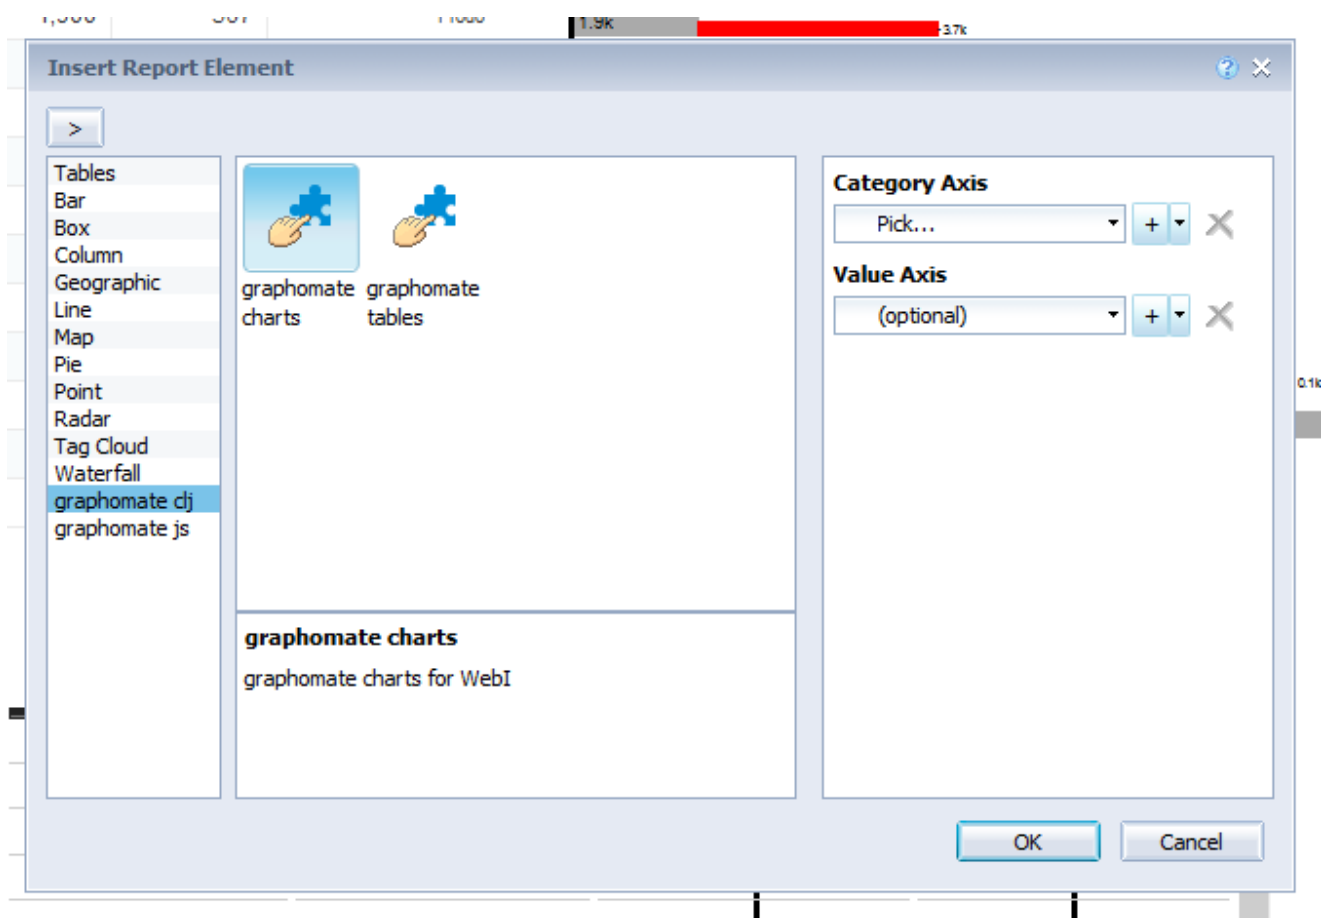 1.9k
3.7k
Insert Report Element
>
Tables
Bar
Box
Column
Geographic
Line
Map
Pie
Point
Radar
Tag Cloud
Waterfall
graphomate clj
graphomate js
graphomate charts
graphomate tables
graphomate charts
graphomate charts for WebI
Category Axis
Pick...
+
Value Axis
(optional)
+
0.1k
OK
Cancel